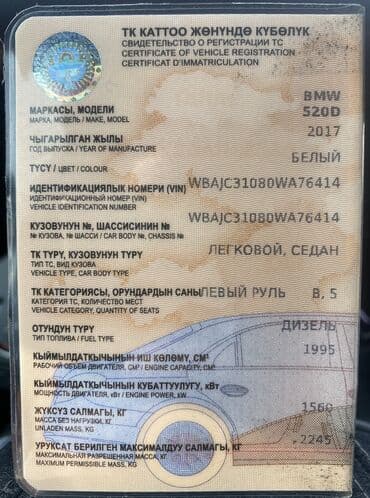 ТК КАТТОО ЖӨНҮНДӨ КҮБӨЛҮК
СВИДЕТЕЛЬСТВО О РЕГИСТРАЦИИ ТС
CERTIFICATE OF VEHICLE REGISTRATION
CERTIFICAT D'IMMATRICULATION
BMW
МАРКАСЫ, МОДЕЛИ 520D
МАРКА, МОДЕЛЬ / MAKE, MODEL
ЧЫГАРЫЛГАН ЖЫЛЫ 2017
ГОД ВЫПУСКА / YEAR OF MANUFACTURE
ТҮСҮ / ЦВЕТ / COLOUR БЕЛЫЙ
ИДЕНТИФИКАЦИЯЛЫК НОМЕРИ (VIN) WBAJC31080WA76414
ИДЕНТИФИКАЦИОННЫЙ НОМЕР (VIN)
VEHICLE IDENTIFICATION NUMBER
КУЗОВУНУН №, ШАССИСИНИН № WBAJC31080WA76414
№ КУЗОВА, № ШАССИ / CAR BODY №, CHASSIS №
ТК ТҮРҮ, КУЗОВУНУН ТҮРҮ ЛЕГКОВОЙ, СЕДАН
ТИП ТС, ВИД КУЗОВА
VEHICLE TYPE, CAR BODY TYPE
ТК КАТЕГОРИЯСЫ, ОРУНДАРДЫН САНЫ ЛЕВЫЙ РУЛЬ B, 5
КАТЕГОРИЯ ТС, КОЛИЧЕСТВО МЕСТ
VEHICLE CATEGORY, QUANTITY OF SEATS
ОТУНДУН ТҮРҮ ДИЗЕЛЬ
ТИП ТОПЛИВА / FUEL TYPE
КЫЙМЫЛДАТКЫЧЫНЫН ИШ КӨЛӨМҮ, СМ³ 1995
РАБОЧИЙ ОБЪЕМ ДВИГАТЕЛЯ, СМ³ / ENGINE CAPACITY, CM³
КЫЙМЫЛДАТКЫЧЫНЫН КУБАТТУУЛУГУ, кВт
МОЩНОСТЬ ДВИГАТЕЛЯ, кВт / ENGINE POWER, kW
ЖҮКСҮЗ САЛМАГЫ, КГ 1560
МАССА БЕЗ НАГРУЗКИ, КГ
UNLADEN MASS, KG
УРУКСАТ БЕРИЛГЕН МАКСИМАЛДУУ САЛМАГЫ, КГ 2245
МАКСИМАЛЬНАЯ РАЗРЕШЕННАЯ МАССА, КГ
MAXIMUM PERMISSIBLE MASS, KG